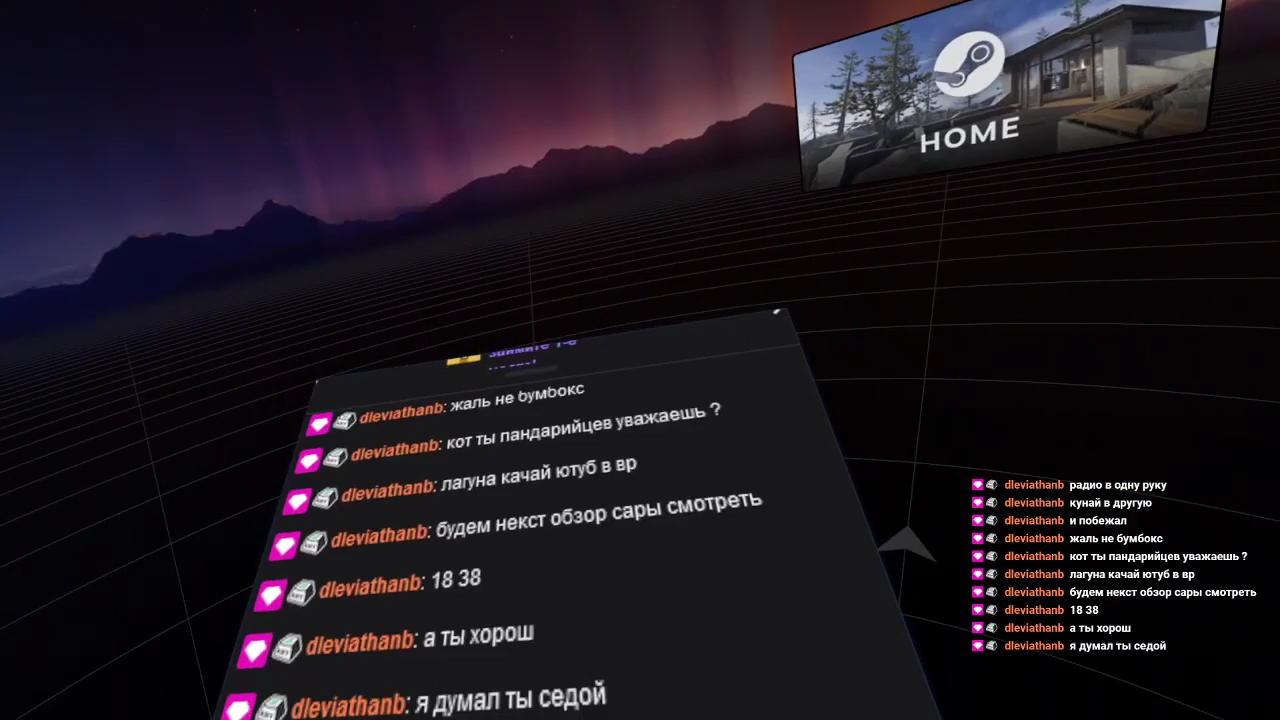 HOME
Займите 1-е
dleviathanb: жаль не бумбокс
dleviathanb: кот ты пандарийцев уважаешь ?
dleviathanb: лагуна качай ютуб в вр
dleviathanb: будем некст обзор сары смотреть
dleviathanb: 18 38
dleviathanb: а ты хорош
dleviathanb: я думал ты седой
dleviathanb радио в одну руку
dleviathanb кунай в другую
dleviathanb и побежал
dleviathanb жаль не бумбокс
dleviathanb кот ты пандарийцев уважаешь ?
dleviathanb лагуна качай ютуб в вр
dleviathanb будем некст обзор сары смотреть
dleviathanb 18 38
dleviathanb а ты хорош
dleviathanb я думал ты седой